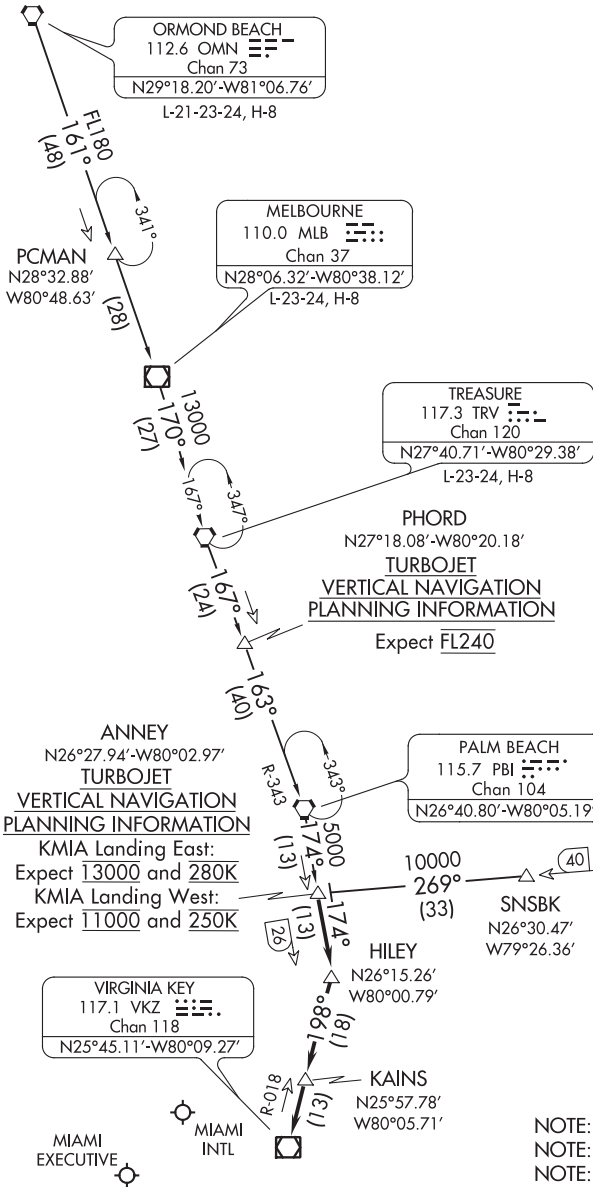 ORMOND BEACH
112.6 OMN
Chan 73
N29°18.20'-W81°06.76'
L-21-23-24, H-8
FL180
161°
(48)
341°
PCMAN
N28°32.88'
W80°48.63'
(28)
MELBOURNE
110.0 MLB
Chan 37
N28°06.32'-W80°38.12'
L-23-24, H-8
13000
170°
(27)
TREASURE
117.3 TRV
Chan 120
N27°40.71'-W80°29.38'
L-23-24, H-8
167°
347°
PHORD
N27°18.08'-W80°20.18'
TURBOJET
VERTICAL NAVIGATION
PLANNING INFORMATION
Expect FL240
167°
(24)
163°
(40)
R-343
343°
PALM BEACH
115.7 PBI
Chan 104
N26°40.80'-W80°05.19'
ANNEY
N26°27.94'-W80°02.97'
TURBOJET
VERTICAL NAVIGATION
PLANNING INFORMATION
KMIA Landing East:
Expect 13000 and 280K
KMIA Landing West:
Expect 11000 and 250K
5000
174°
(13)
10000
269°
(33)
40
SNSBK
N26°30.47'
W79°26.36'
174°
(13)
26
HILEY
N26°15.26'
W80°00.79'
198°
(18)
VIRGINIA KEY
117.1 VKZ
Chan 118
N25°45.11'-W80°09.27'
KAINS
N25°57.78'
W80°05.71'
R-018
(13)
MIAMI
INTL
MIAMI
EXECUTIVE
NOTE:
NOTE:
NOTE: